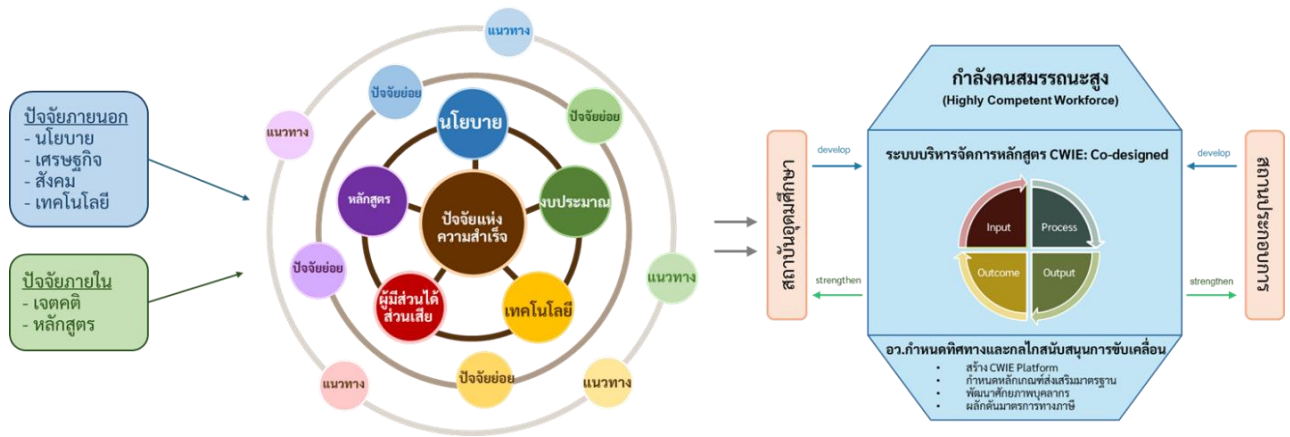 ปัจจัยภายนอก
- นโยบาย
- เศรษฐกิจ
- สังคม
- เทคโนโลยี
ปัจจัยภายใน
- เจตคติ
- หลักสูตร
แนวทาง
ปัจจัยย่อย
นโยบาย
ปัจจัยย่อย
แนวทาง
หลักสูตร
งบประมาณ
ปัจจัยแห่ง
ความสำเร็จ
ปัจจัยย่อย
แนวทาง
ผู้มีส่วนได้
ส่วนเสีย
เทคโนโลยี
ปัจจัยย่อย
แนวทาง
แนวทาง
สถาบันอุดมศึกษา
develop
strengthen
กำลังคนสมรรถนะสูง
(Highly Competent Workforce)
ระบบบริหารจัดการหลักสูตร CWIE: Co-designed
Input
Process
Outcome
Output
อว.กำหนดทิศทางและกลไกสนับสนุนการขับเคลื่อน
• สร้าง CWIE Platform
• กำหนดหลักเกณฑ์ส่งเสริมมาตรฐาน
• พัฒนาศักยภาพบุคลากร
• ผลักดันมาตรการทางภาษี
develop
strengthen
สถานประกอบการ